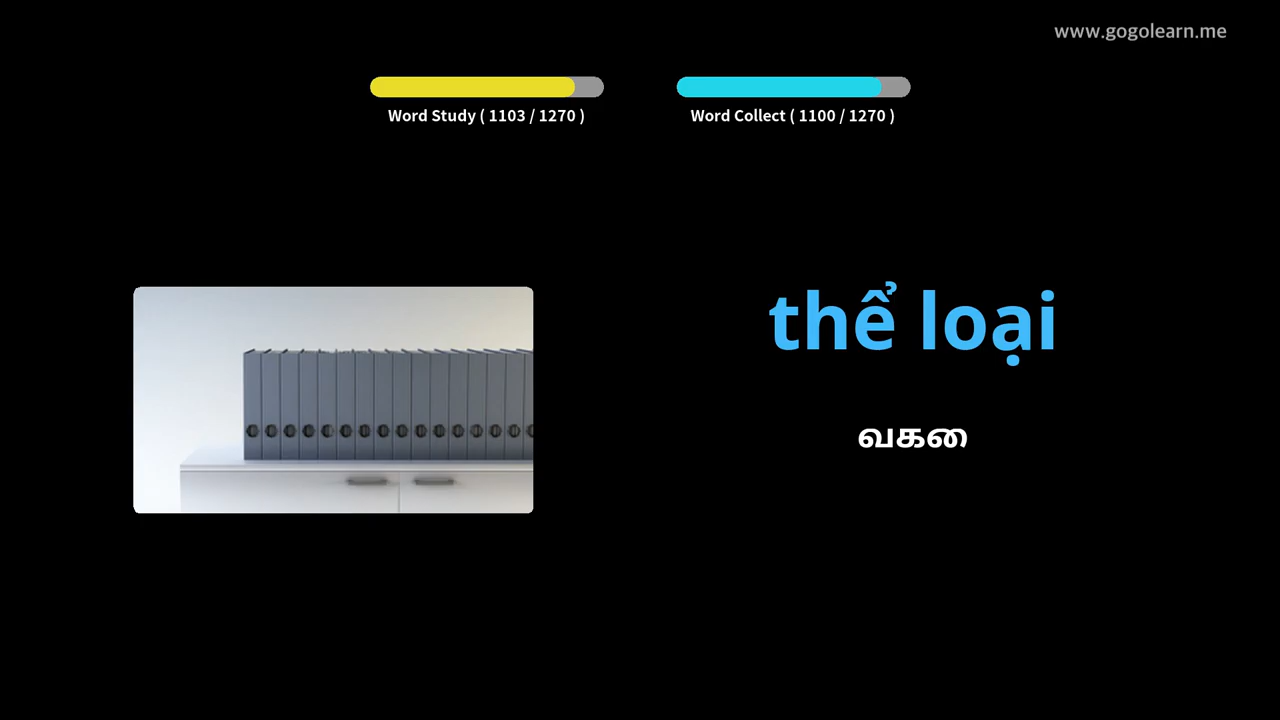 www.gogolearn.me
Word Study ( 1103 / 1270 )
Word Collect ( 1100 / 1270 )
thể loại
வகை